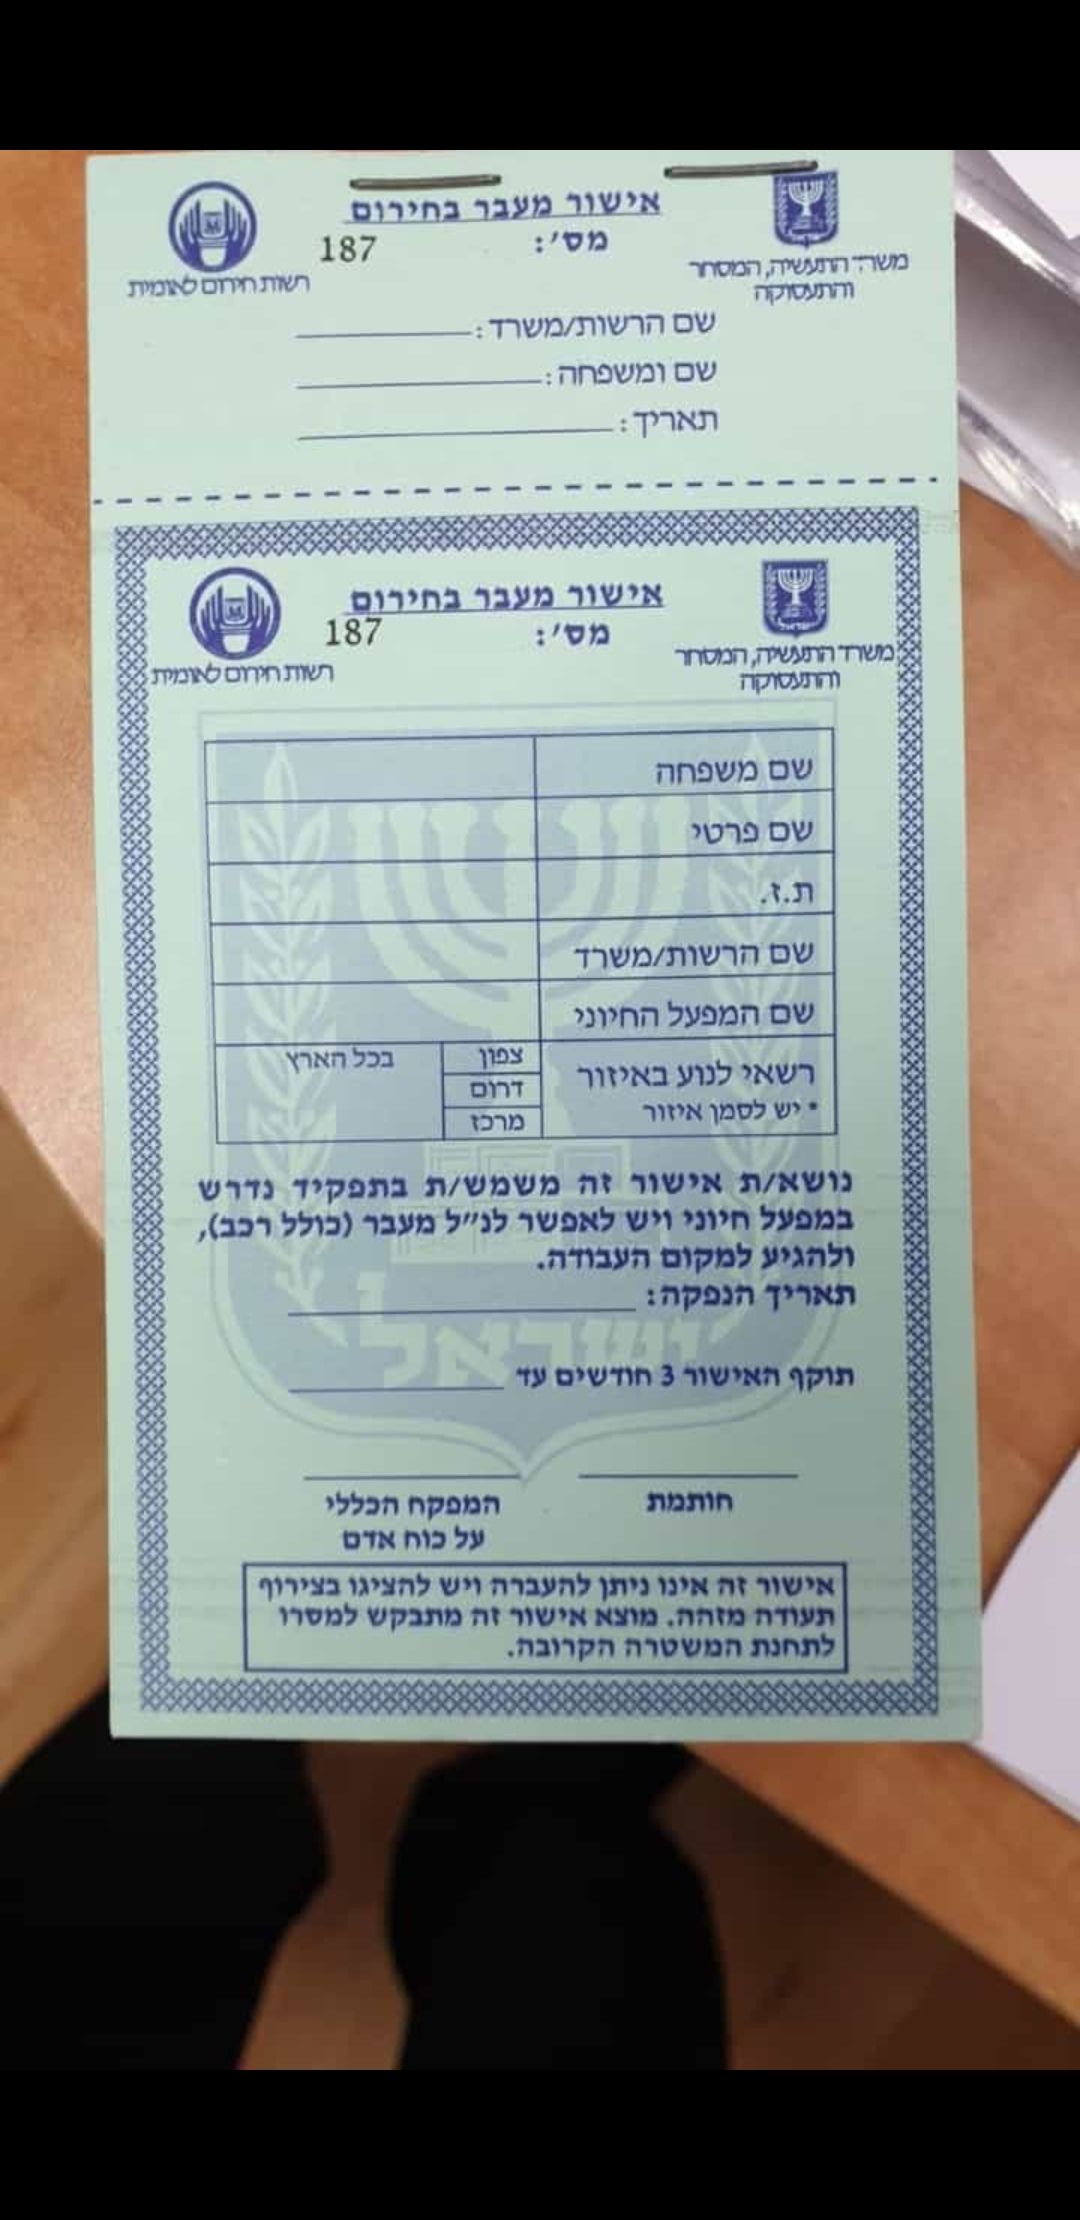 אישור מעבר בחירום
מס׳: 187
משרד התעשיה, המסחר
והתעסוקה
רשות חירום לאומית
שם הרשות/משרד:
שם ומשפחה:
תאריך:
אישור מעבר בחירום
מס׳: 187
משרד התעשיה, המסחר
והתעסוקה
רשות חירום לאומית
שם משפחה
שם פרטי
ת.ז.
שם הרשות/משרד
שם המפעל החיוני
רשאי לנוע באיזור
* יש לסמן איזור
צפון
דרום
מרכז
בכל הארץ
נושא/ת אישור זה משמש/ת בתפקיד נדרש
במפעל חיוני ויש לאפשר לנ״ל מעבר (כולל רכב),
ולהגיע למקום העבודה.
תאריך הנפקה:
ישראל
תוקף האישור 3 חודשים עד
חותמת
המפקח הכללי
על כוח אדם
אישור זה אינו ניתן להעברה ויש להציגו בצירוף
תעודה מזהה. מוצא אישור זה מתבקש למסרו
לתחנת המשטרה הקרובה.